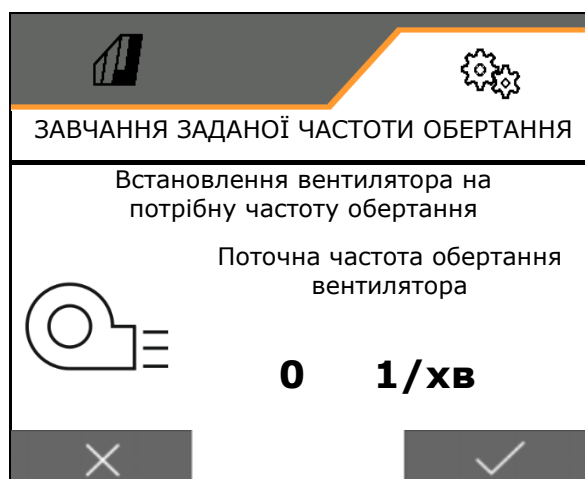 ЗАВЧАННЯ ЗАДАНОЇ ЧАСТОТИ ОБЕРТАННЯ
Встановлення вентилятора на
потрібну частоту обертання
Поточна частота обертання
вентилятора
0 1/хв